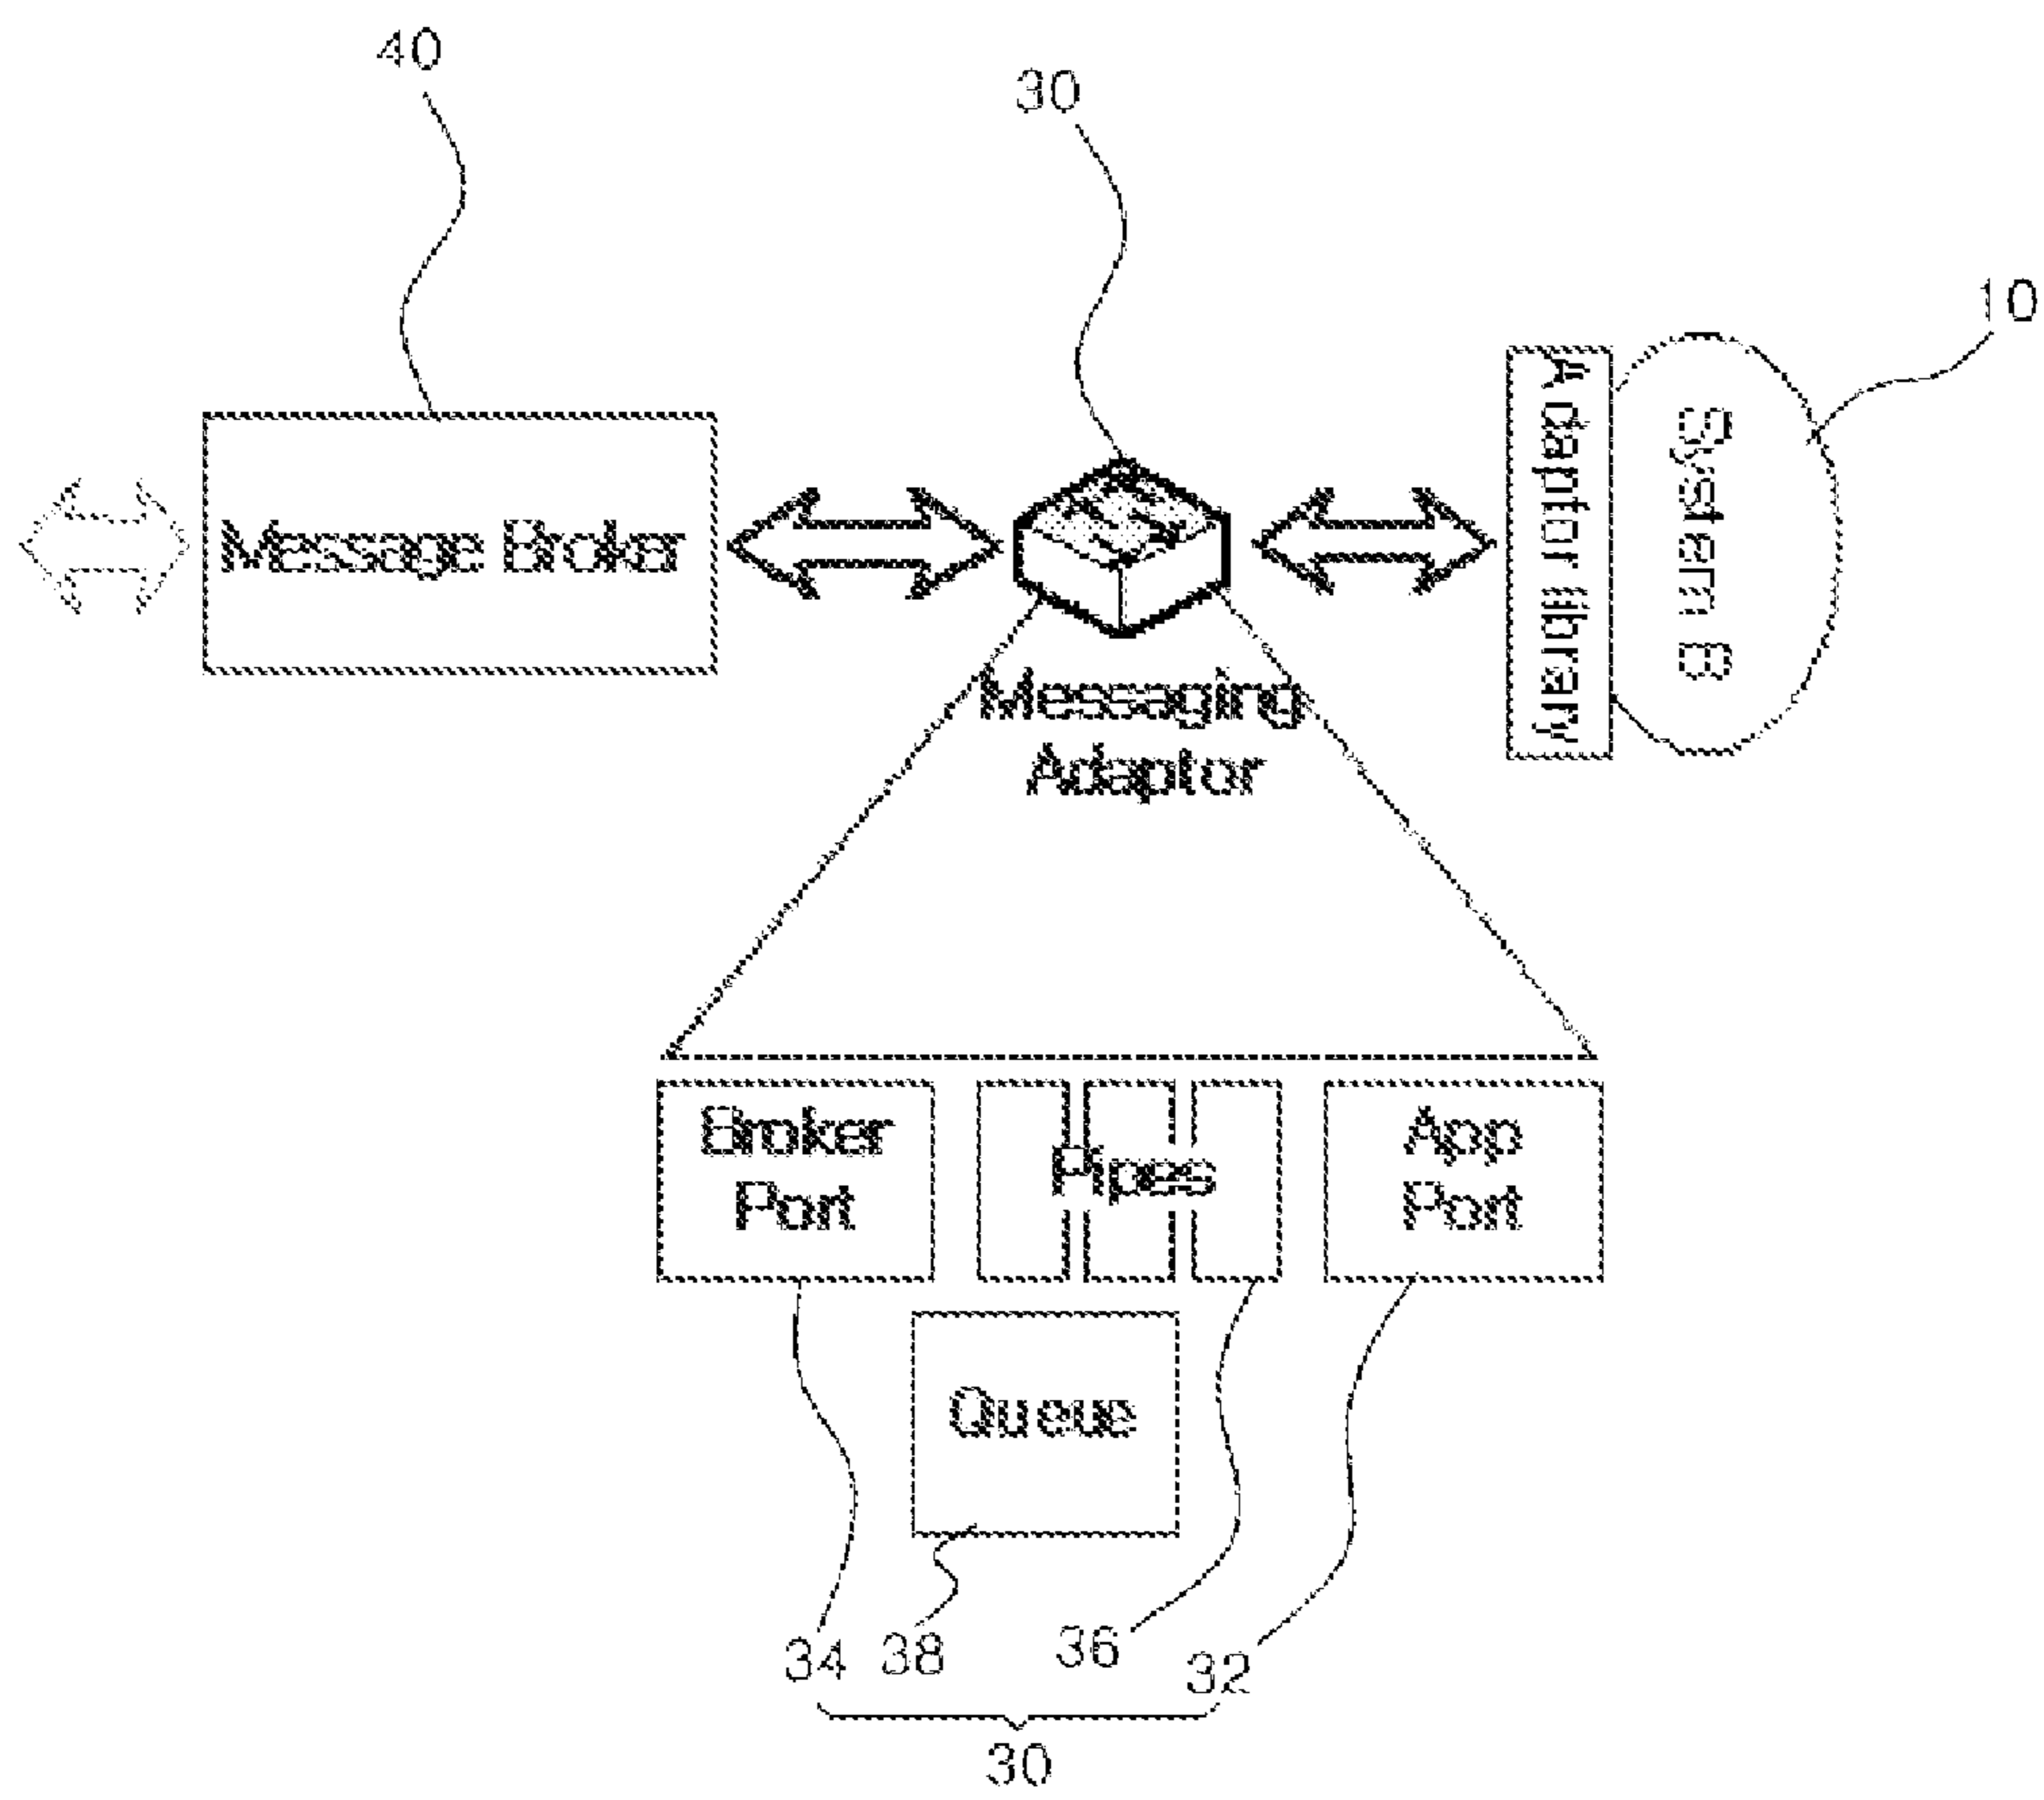 40
30
10
Message Broker
Messaging
Adaptor
Adaptor library
System B
Broker
Port
Pipes
App
Port
Queue
34
38
36
32
30